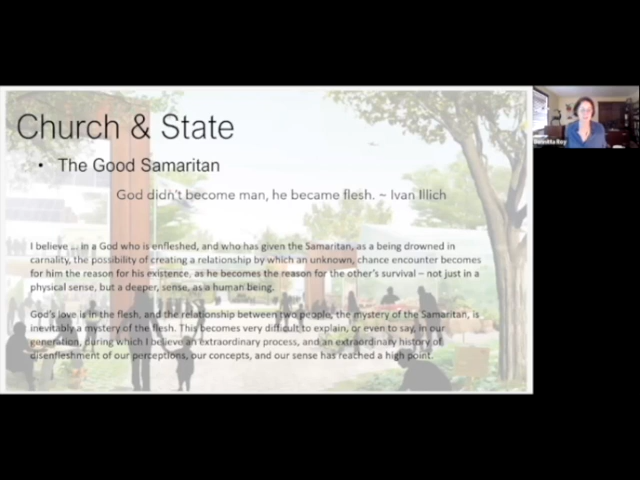 Church & State
• The Good Samaritan
God didn't become man, he became flesh. ~ Ivan Illich
I believe ... in a God who is enfleshed, and who has given the Samaritan, as a being drowned in
carnality, the possibility of creating a relationship by which an unknown, chance encounter becomes
for him the reason for his existence, as he becomes the reason for the other's survival – not just in a
physical sense, but a deeper, sense, as a human being.
God's love is in the flesh, and the relationship between two people, the mystery of the Samaritan, is
inevitably a mystery of the flesh. This becomes very difficult to explain, or even to say, in our
generation, during which I believe an extraordinary process, and an extraordinary history of
disenfleshment of our perceptions, our concepts, and our sense has reached a high point.
Roy